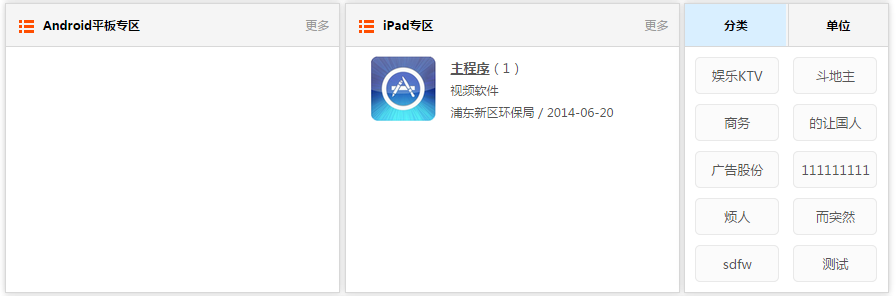 Android平板专区 更多
iPad专区 更多
主程序 ( 1 )
视频软件
浦东新区环保局 / 2014-06-20
分类 单位
娱乐KTV 斗地主
商务 的让国人
广告股份 111111111
烦人 而突然
sdfw 测试